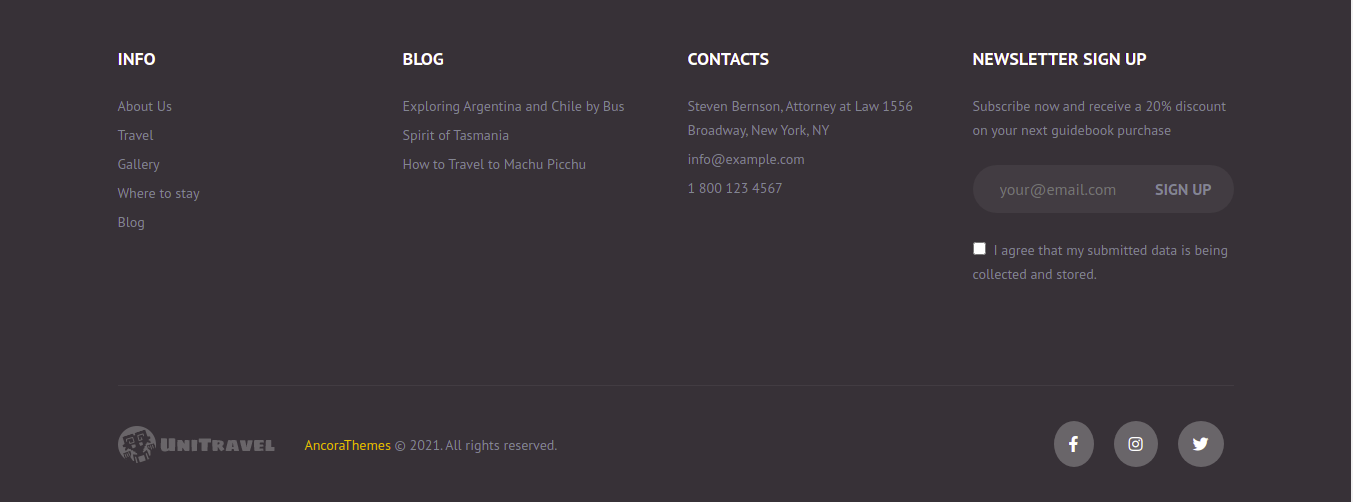 INFO
About Us
Travel
Gallery
Where to stay
Blog
BLOG
Exploring Argentina and Chile by Bus
Spirit of Tasmania
How to Travel to Machu Picchu
CONTACTS
Steven Bernson, Attorney at Law 1556
Broadway, New York, NY
info@example.com
1 800 123 4567
NEWSLETTER SIGN UP
Subscribe now and receive a 20% discount
on your next guidebook purchase
your@email.com SIGN UP
I agree that my submitted data is being
collected and stored.
UNITRAVEL
AncoraThemes © 2021. All rights reserved.